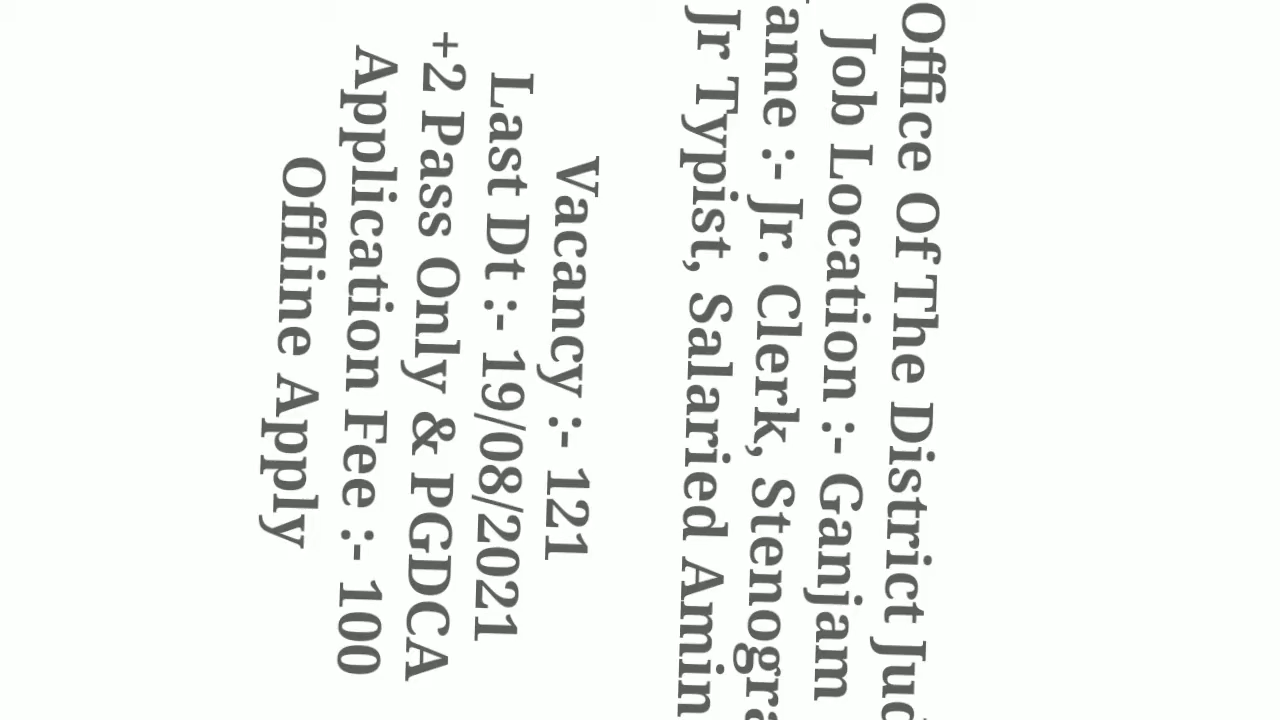 Office Of The District Jud
Job Location :- Ganjam
ame :- Jr. Clerk, Stenogra
Jr Typist, Salaried Amin
Vacancy :- 121
Last Dt :- 19/08/2021
+2 Pass Only & PGDCA
Application Fee :- 100
Offline Apply